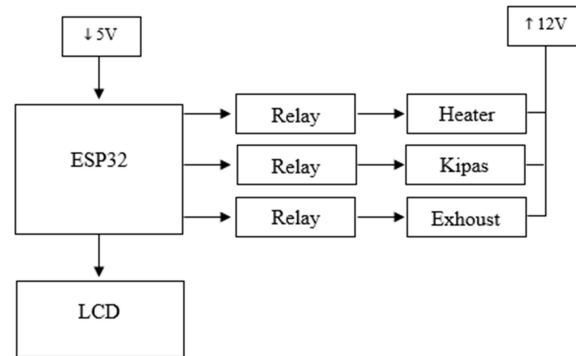 ↓5V
↑12V
ESP32
Relay
Heater
Relay
Kipas
Relay
Exhoust
LCD